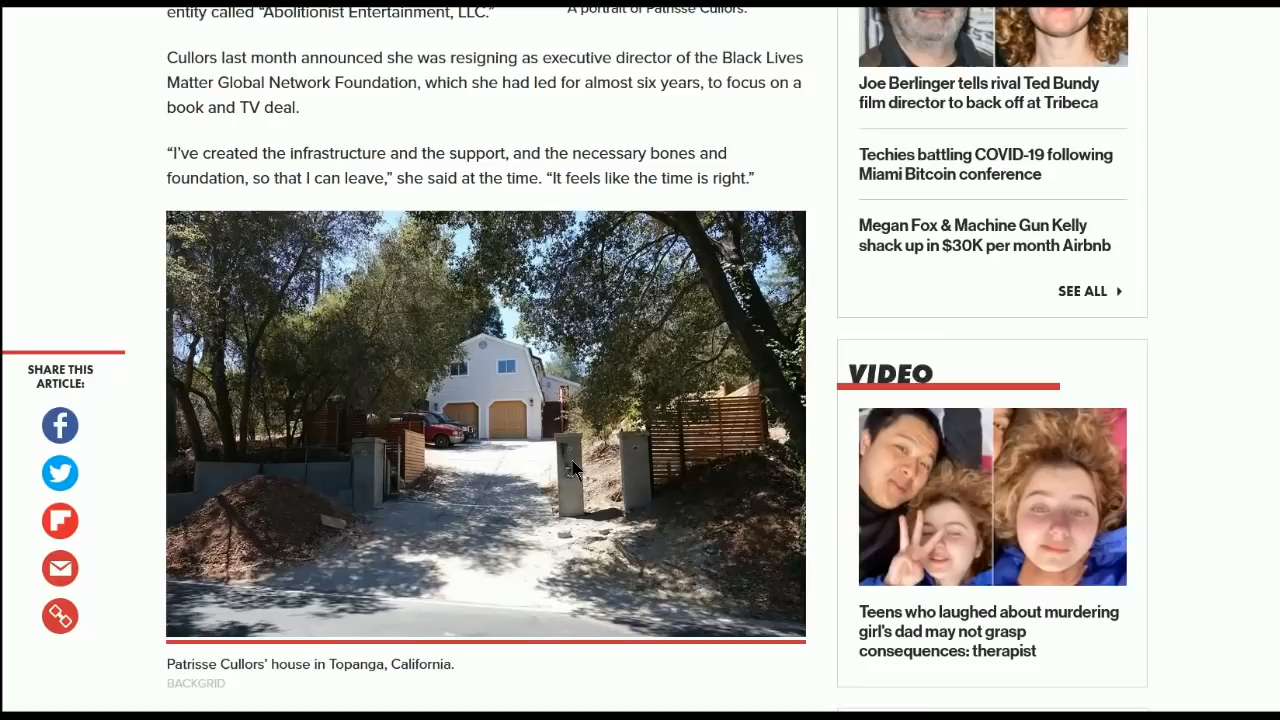 entity called “Abolitionist Entertainment, LLC.”
A portrait of Patrisse Cullors.
Cullors last month announced she was resigning as executive director of the Black Lives
Matter Global Network Foundation, which she had led for almost six years, to focus on a
book and TV deal.
“I’ve created the infrastructure and the support, and the necessary bones and
foundation, so that I can leave,” she said at the time. “It feels like the time is right.”
SHARE THIS
ARTICLE:
Patrisse Cullors’ house in Topanga, California.
BACKGRID
Joe Berlinger tells rival Ted Bundy
film director to back off at Tribeca
Techies battling COVID-19 following
Miami Bitcoin conference
Megan Fox & Machine Gun Kelly
shack up in $30K per month Airbnb
SEE ALL
VIDEO
Teens who laughed about murdering
girl's dad may not grasp
consequences: therapist